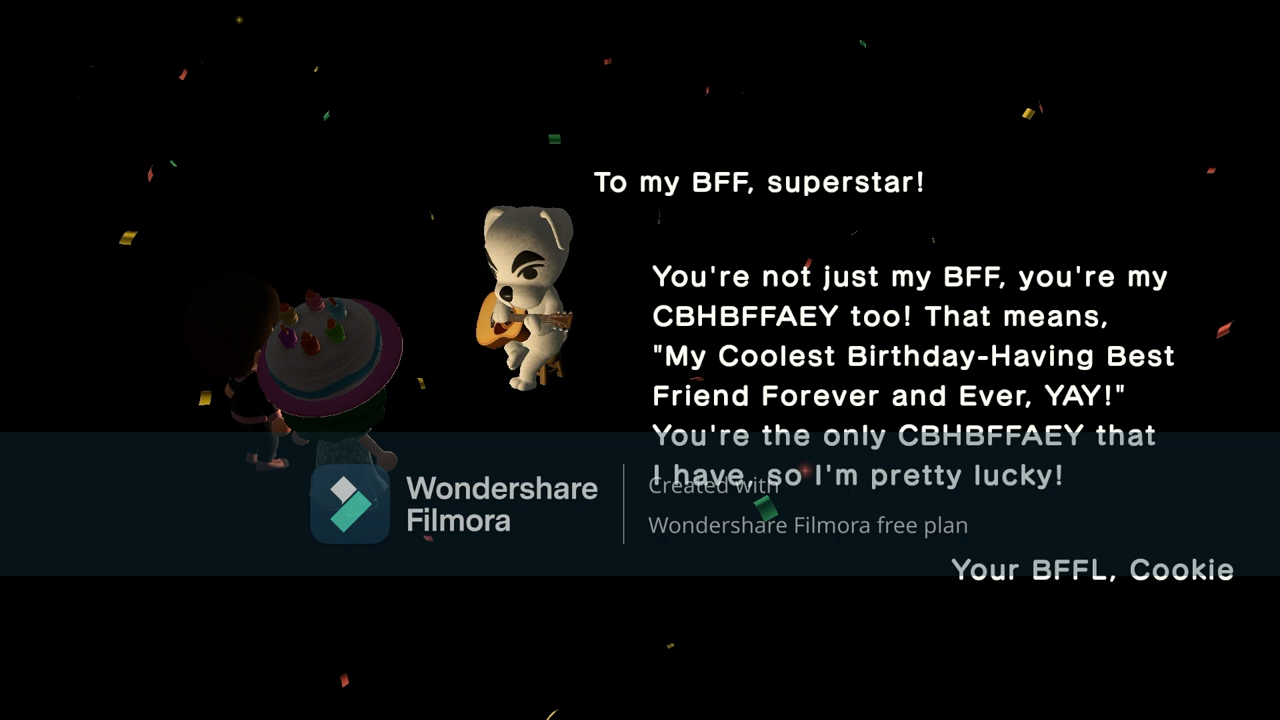 To my BFF, superstar!
You're not just my BFF, you're my
CBHBFFAEY too! That means,
"My Coolest Birthday-Having Best
Friend Forever and Ever, YAY!"
You're the only CBHBFFAEY that
I have, so I'm pretty lucky!
Wondershare
Filmora
Created with
Wondershare Filmora free plan
Your BFFL, Cookie